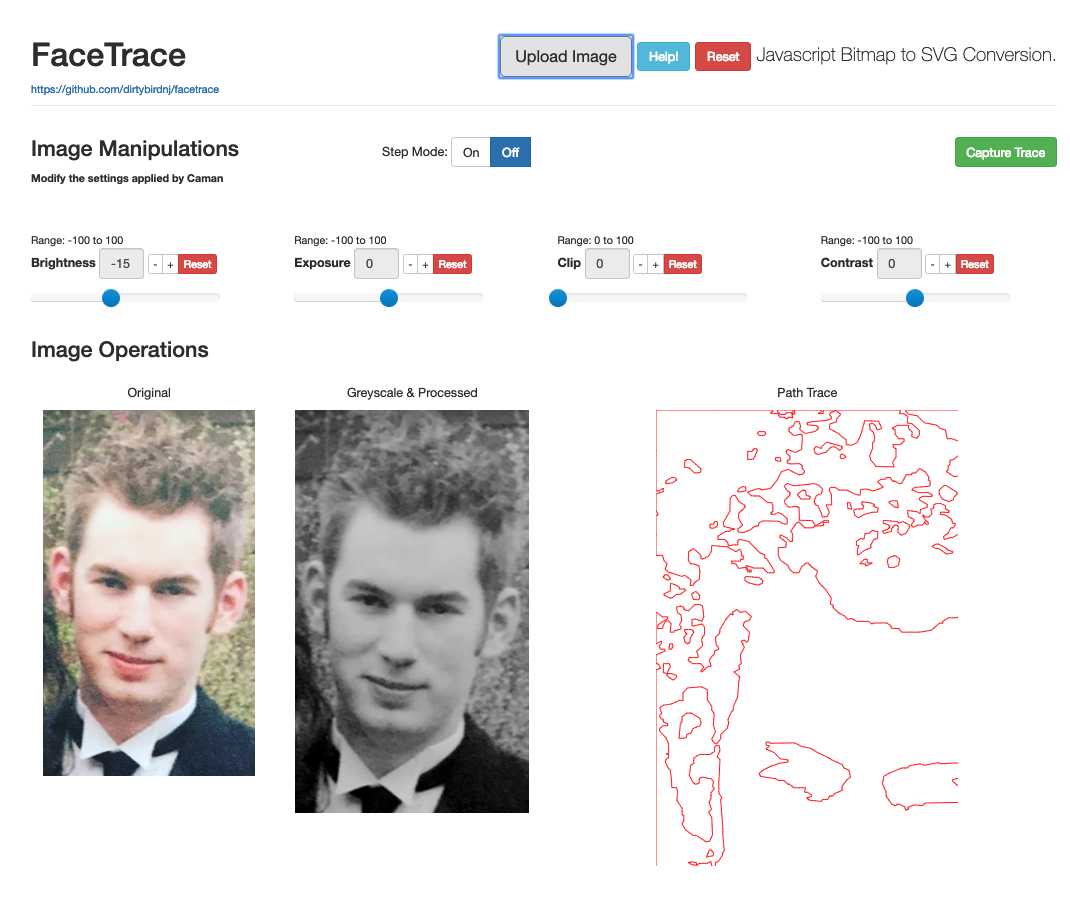 FaceTrace
Upload Image Help! Reset Javascript Bitmap to SVG Conversion.
https://github.com/dirtybirdnj/facetrace
Image Manipulations Step Mode: On Off Capture Trace
Modify the settings applied by Caman
Range: -100 to 100 Range: -100 to 100 Range: 0 to 100 Range: -100 to 100
Brightness -15 - + Reset Exposure 0 - + Reset Clip 0 - + Reset Contrast 0 - + Reset
Image Operations
Original Greyscale & Processed Path Trace